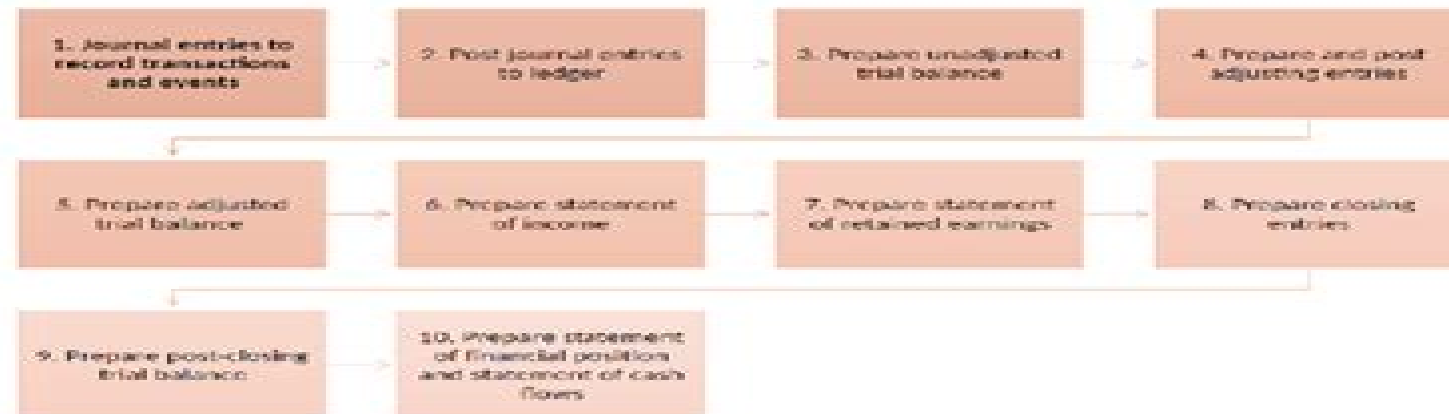 1. Journal entries to
record transactions
and events
2. Post journal entries
to ledger
3. Prepare unadjusted
trial balance
4. Prepare and post
adjusting entries
5. Prepare adjusted
trial balance
6. Prepare statement
of income
7. Prepare statement
of retained earnings
8. Prepare closing
entries
9. Prepare post-closing
trial balance
10. Prepare statement
of financial position
and statement of cash
flows